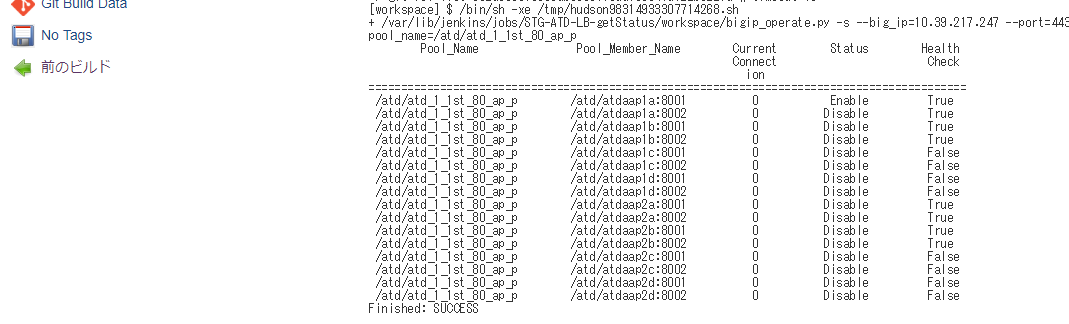 Git Build Data
No Tags
前のビルド
[workspace] $ /bin/sh -xe /tmp/hudson98314933307714268.sh
+ /var/lib/jenkins/jobs/STG-ATD-LB-getStatus/workspace/bigip_operate.py -s --big_ip=10.39.217.247 --port=443
pool_name=/atd/atd_1_1st_80_ap_p
Pool_Name Pool_Member_Name Current Status Health
Connect Check
ion
==========================================================================================
/atd/atd_1_1st_80_ap_p /atd/atdaap1a:8001 0 Enable True
/atd/atd_1_1st_80_ap_p /atd/atdaap1a:8002 0 Disable True
/atd/atd_1_1st_80_ap_p /atd/atdaap1b:8001 0 Disable True
/atd/atd_1_1st_80_ap_p /atd/atdaap1b:8002 0 Disable True
/atd/atd_1_1st_80_ap_p /atd/atdaap1c:8001 0 Disable False
/atd/atd_1_1st_80_ap_p /atd/atdaap1c:8002 0 Disable False
/atd/atd_1_1st_80_ap_p /atd/atdaap1d:8001 0 Disable False
/atd/atd_1_1st_80_ap_p /atd/atdaap1d:8002 0 Disable False
/atd/atd_1_1st_80_ap_p /atd/atdaap2a:8001 0 Disable True
/atd/atd_1_1st_80_ap_p /atd/atdaap2a:8002 0 Disable True
/atd/atd_1_1st_80_ap_p /atd/atdaap2b:8001 0 Disable True
/atd/atd_1_1st_80_ap_p /atd/atdaap2b:8002 0 Disable True
/atd/atd_1_1st_80_ap_p /atd/atdaap2c:8001 0 Disable False
/atd/atd_1_1st_80_ap_p /atd/atdaap2c:8002 0 Disable False
/atd/atd_1_1st_80_ap_p /atd/atdaap2d:8001 0 Disable False
/atd/atd_1_1st_80_ap_p /atd/atdaap2d:8002 0 Disable False
Finished: SUCCESS